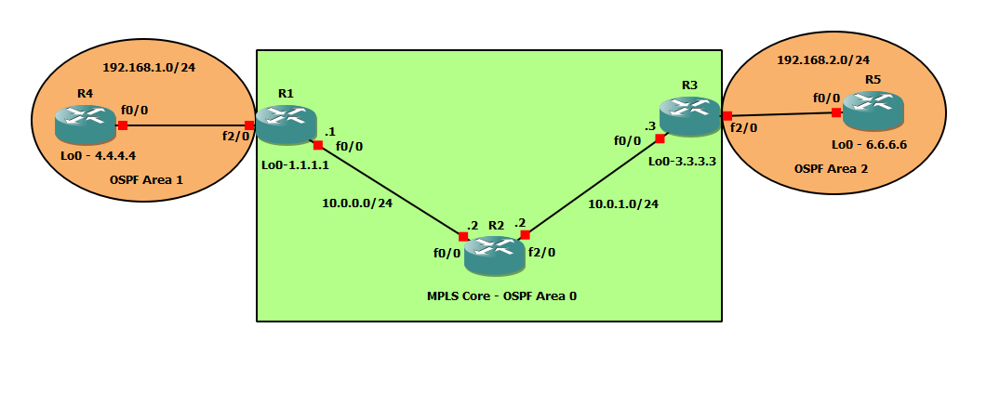 192.168.1.0/24
R4
f0/0
f2/0
Lo0 - 4.4.4.4
OSPF Area 1
R1
.1
f0/0
Lo0-1.1.1.1
10.0.0.0/24
.2
R2
.2
f0/0
f2/0
MPLS Core - OSPF Area 0
10.0.1.0/24
R3
.3
f0/0
Lo0-3.3.3.3
192.168.2.0/24
R5
f0/0
f2/0
Lo0 - 6.6.6.6
OSPF Area 2